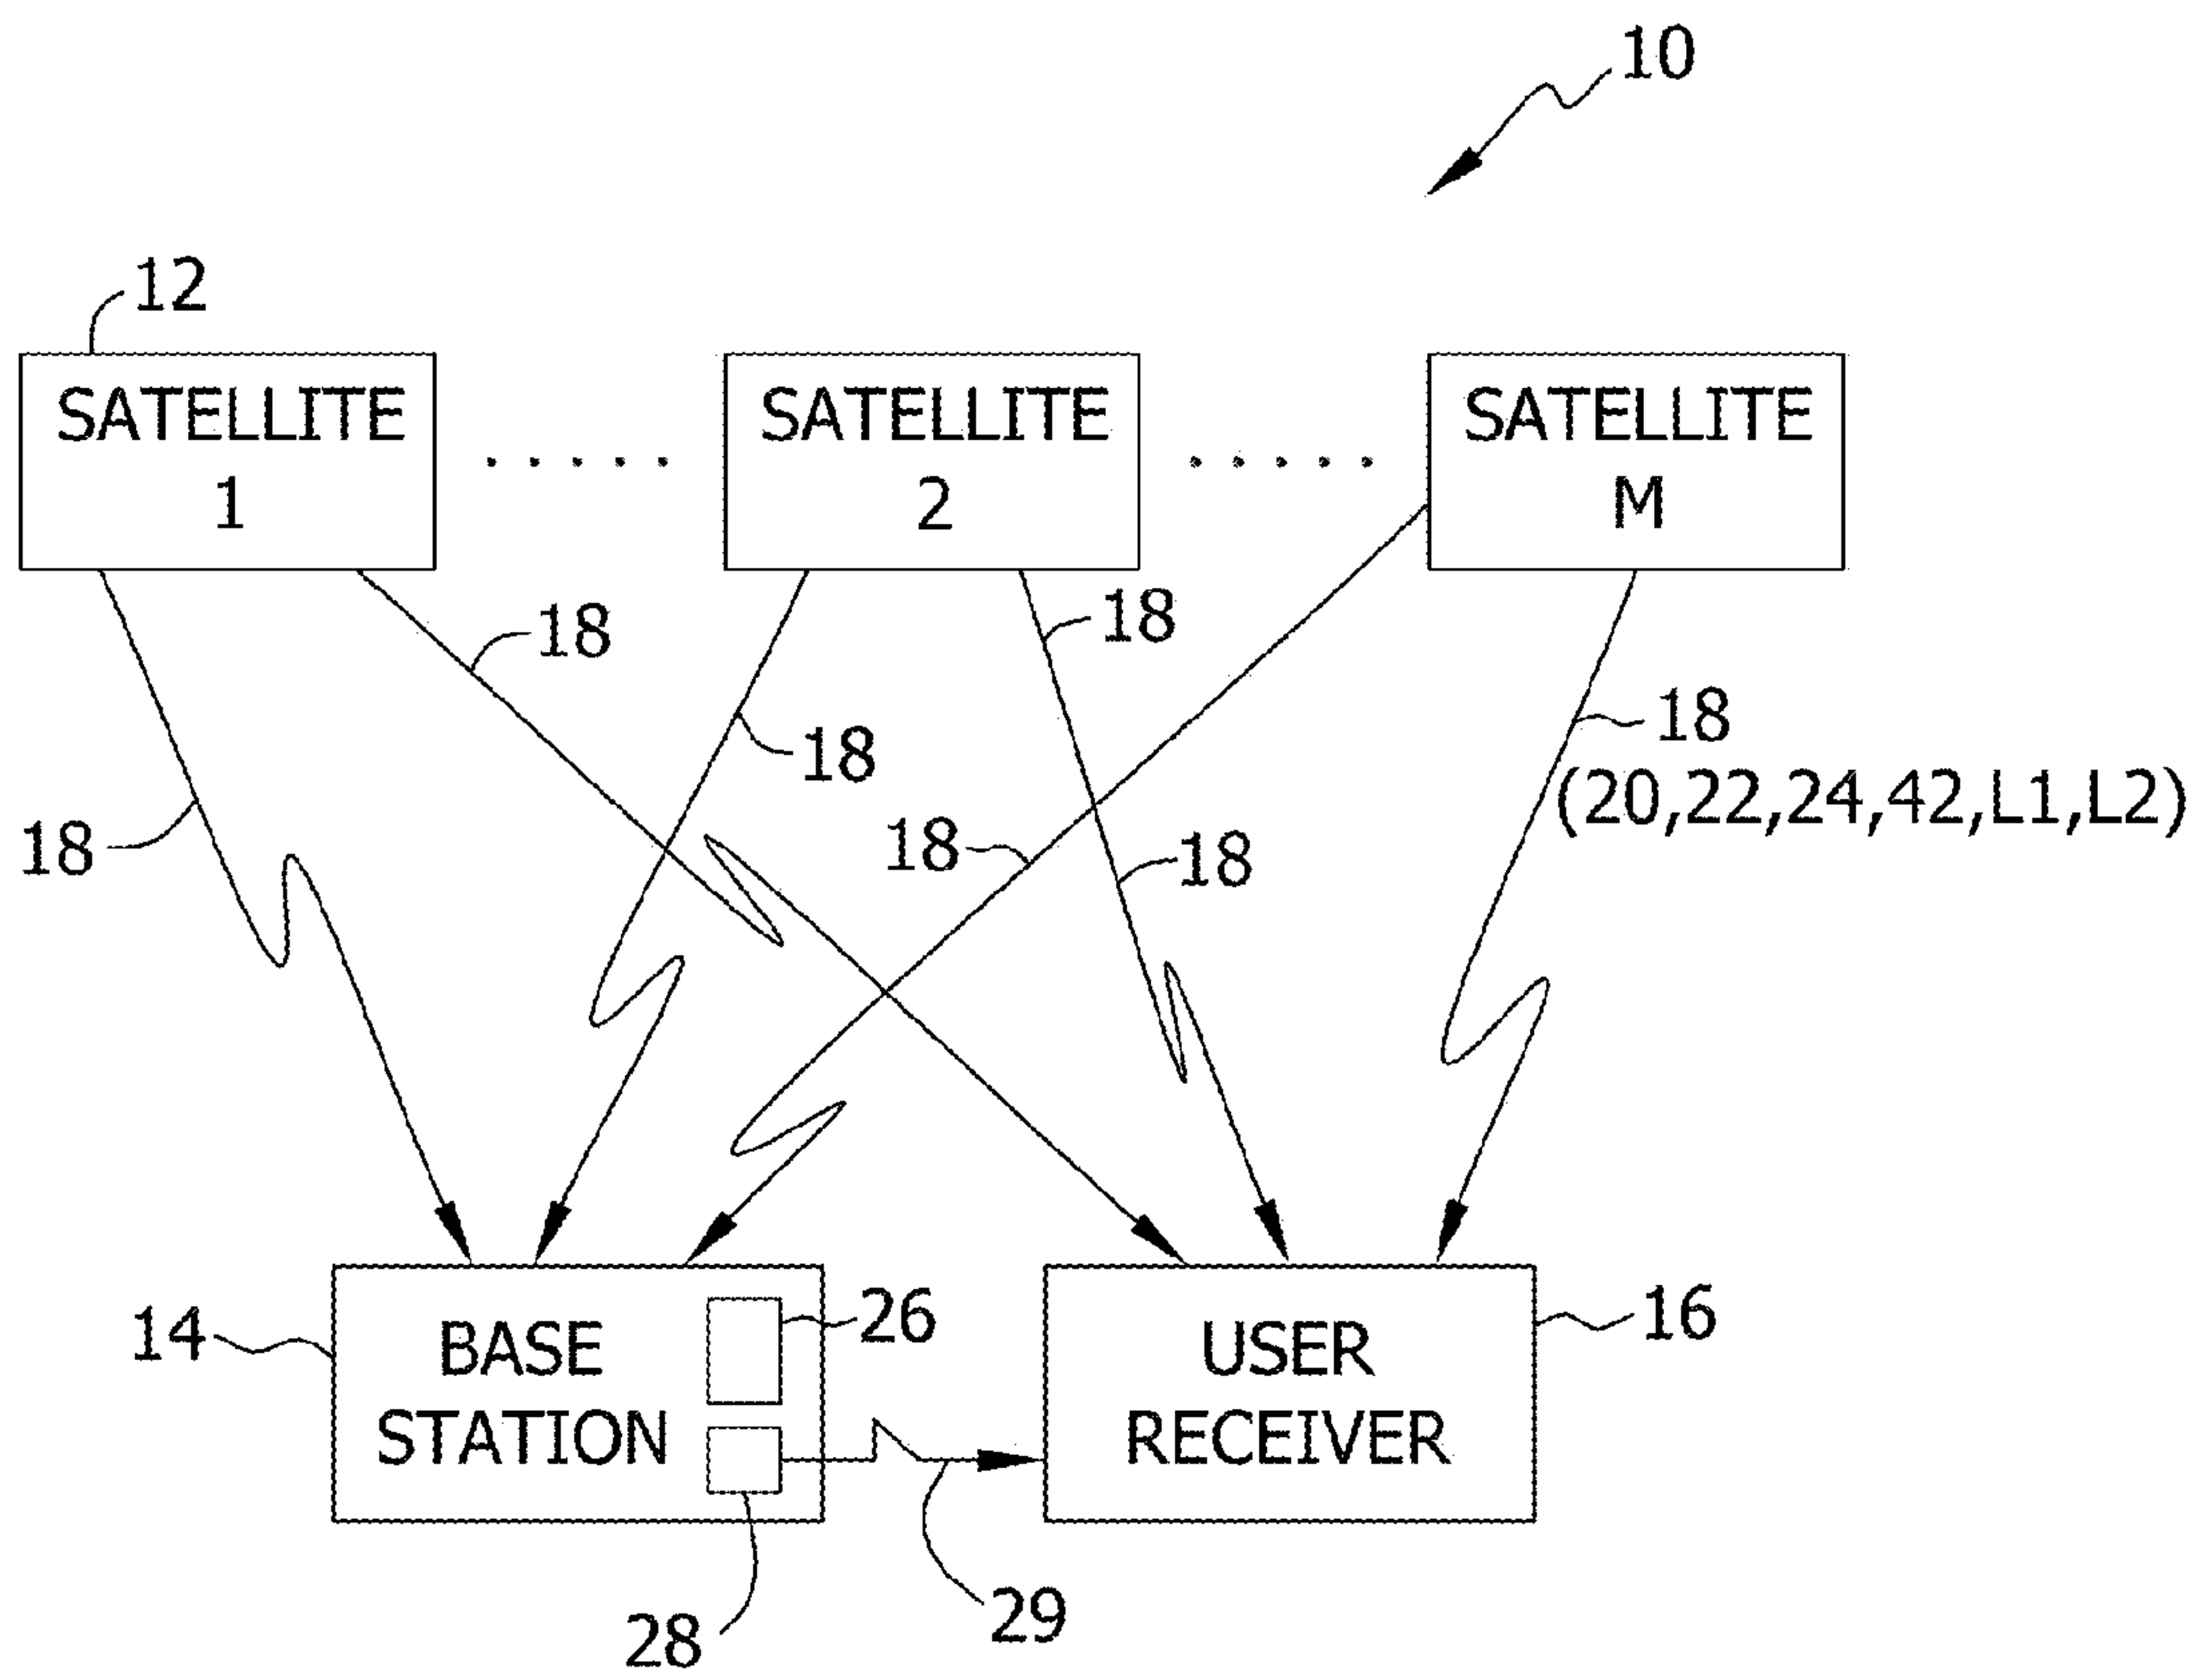 10
12
SATELLITE
1
.....
SATELLITE
2
.....
SATELLITE
M
18
18
18
18
(20,22,24,42,L1,L2)
18
18
18
14
BASE
STATION
26
USER
RECEIVER
16
28
29